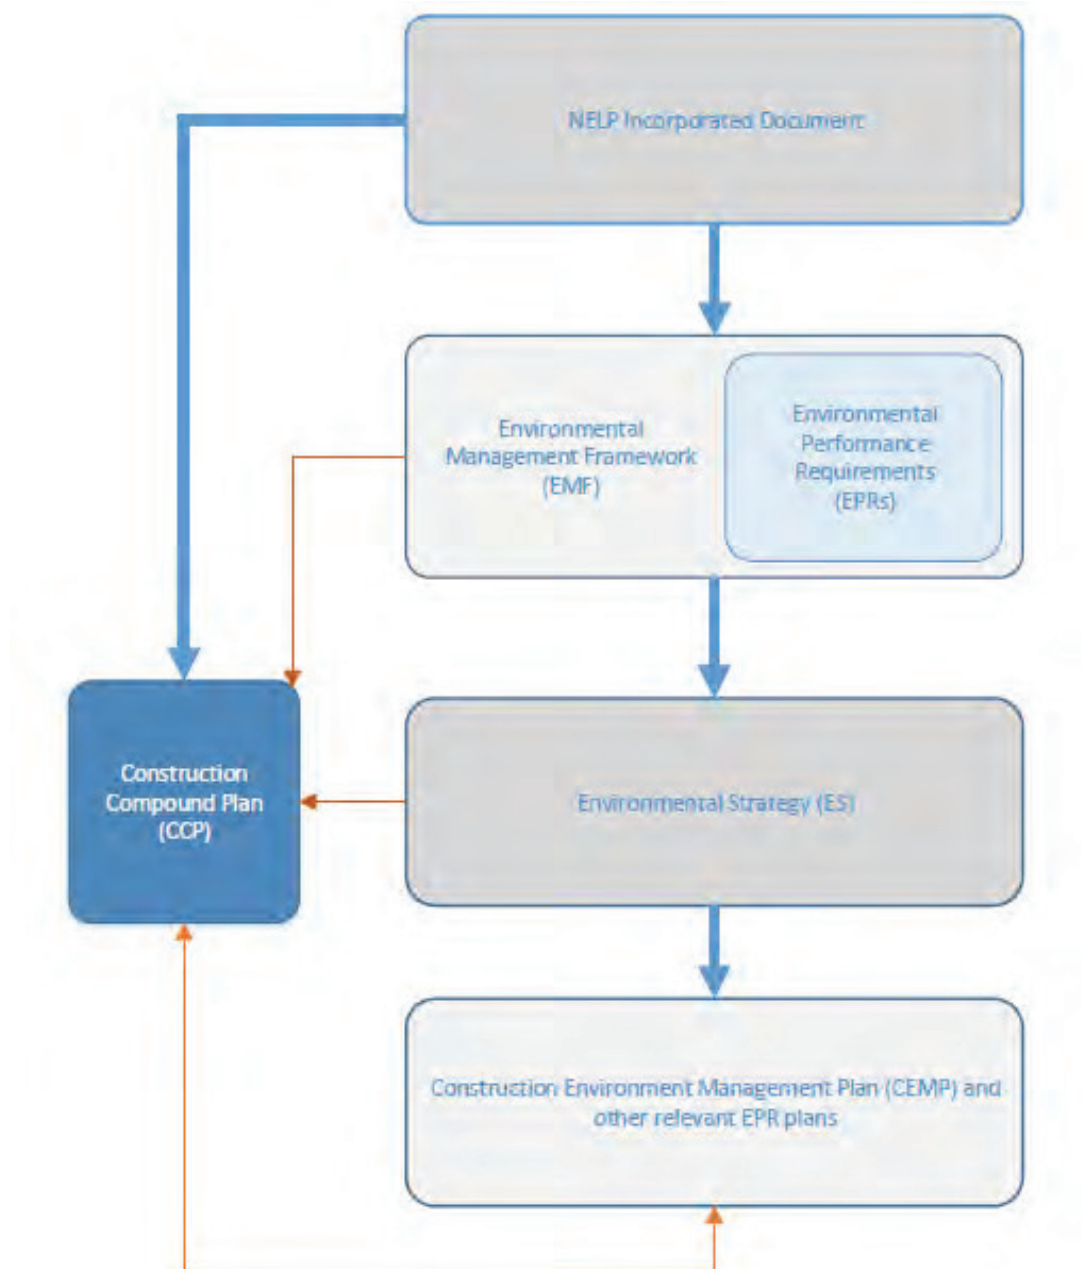 NELP Incorporated Document
Environmental
Management Framework
(EMF)
Environmental
Performance
Requirements
(EPRs)
Construction
Compound Plan
(CCP)
Environmental Strategy (ES)
Construction Environment Management Plan (CEMP) and
other relevant EPR plans